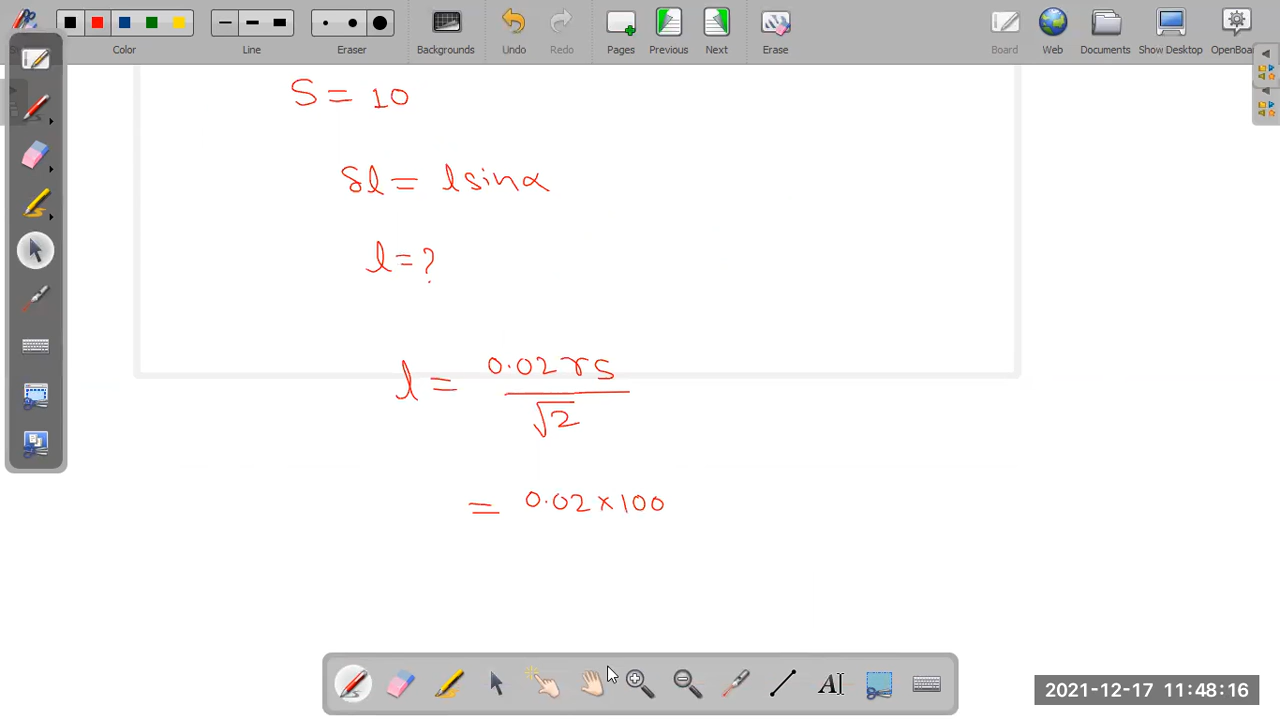 Color
Line
Eraser
Backgrounds
Undo
Redo
Pages
Previous
Next
Erase
Board
Web
Documents
Show Desktop
OpenBoa
S = 10
δl = l sinα
l = ?
l = 0.02 r s / √2
= 0.02 × 100
2021-12-17 11:48:16